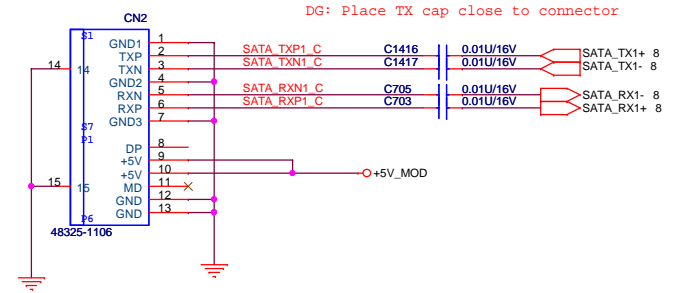 DG: Place TX cap close to connector
CN2
S1
GND1 1
TXP 2 SATA_TXP1_C C1416 0.01U/16V SATA_TX1+ 8
14 14 TXN 3 SATA_TXN1_C C1417 0.01U/16V SATA_TX1- 8
GND2 4
RXN 5 SATA_RXN1_C C705 0.01U/16V SATA_RX1- 8
RXP 6 SATA_RXP1_C C703 0.01U/16V SATA_RX1+ 8
S7 GND3 7
P1
DP 8
+5V 9
+5V 10 +5V_MOD
15 15 MD 11
GND 12
P6 GND 13
48325-1106